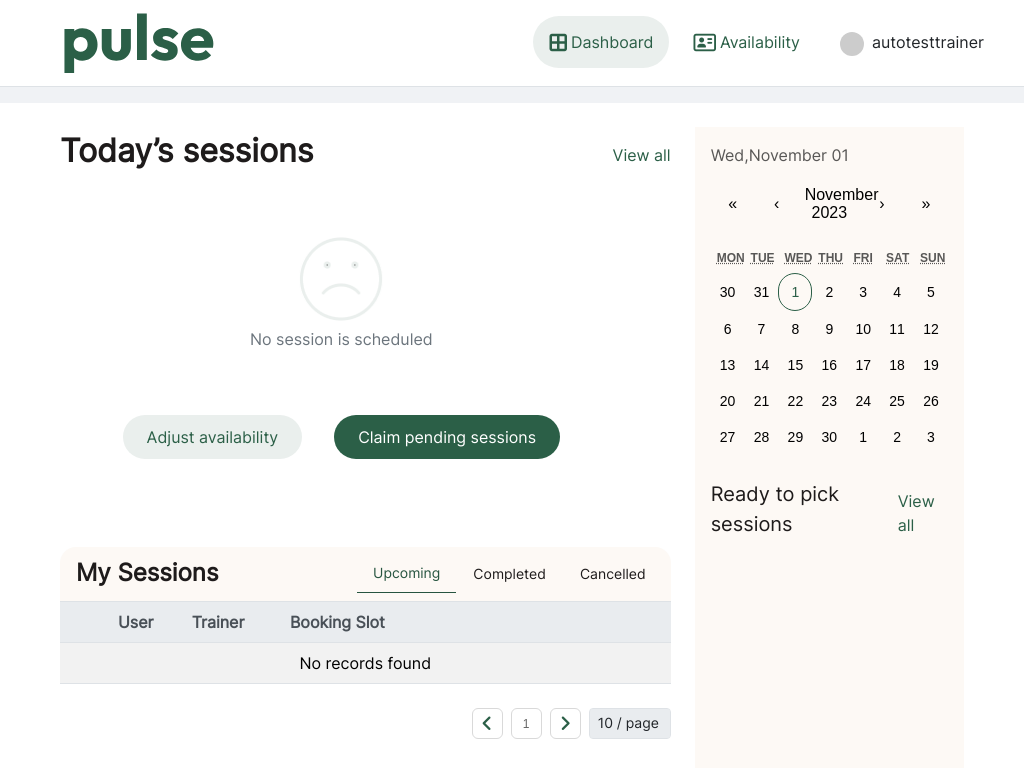 pulse
Dashboard
Availability
autotesttrainer
Today’s sessions
View all
No session is scheduled
Adjust availability
Claim pending sessions
Wed,November 01
«
‹
November
2023
›
»
MON TUE WED THU FRI SAT SUN
30 31 1 2 3 4 5
6 7 8 9 10 11 12
13 14 15 16 17 18 19
20 21 22 23 24 25 26
27 28 29 30 1 2 3
Ready to pick
sessions
View
all
My Sessions
Upcoming
Completed
Cancelled
User Trainer Booking Slot
No records found
1
10 / page